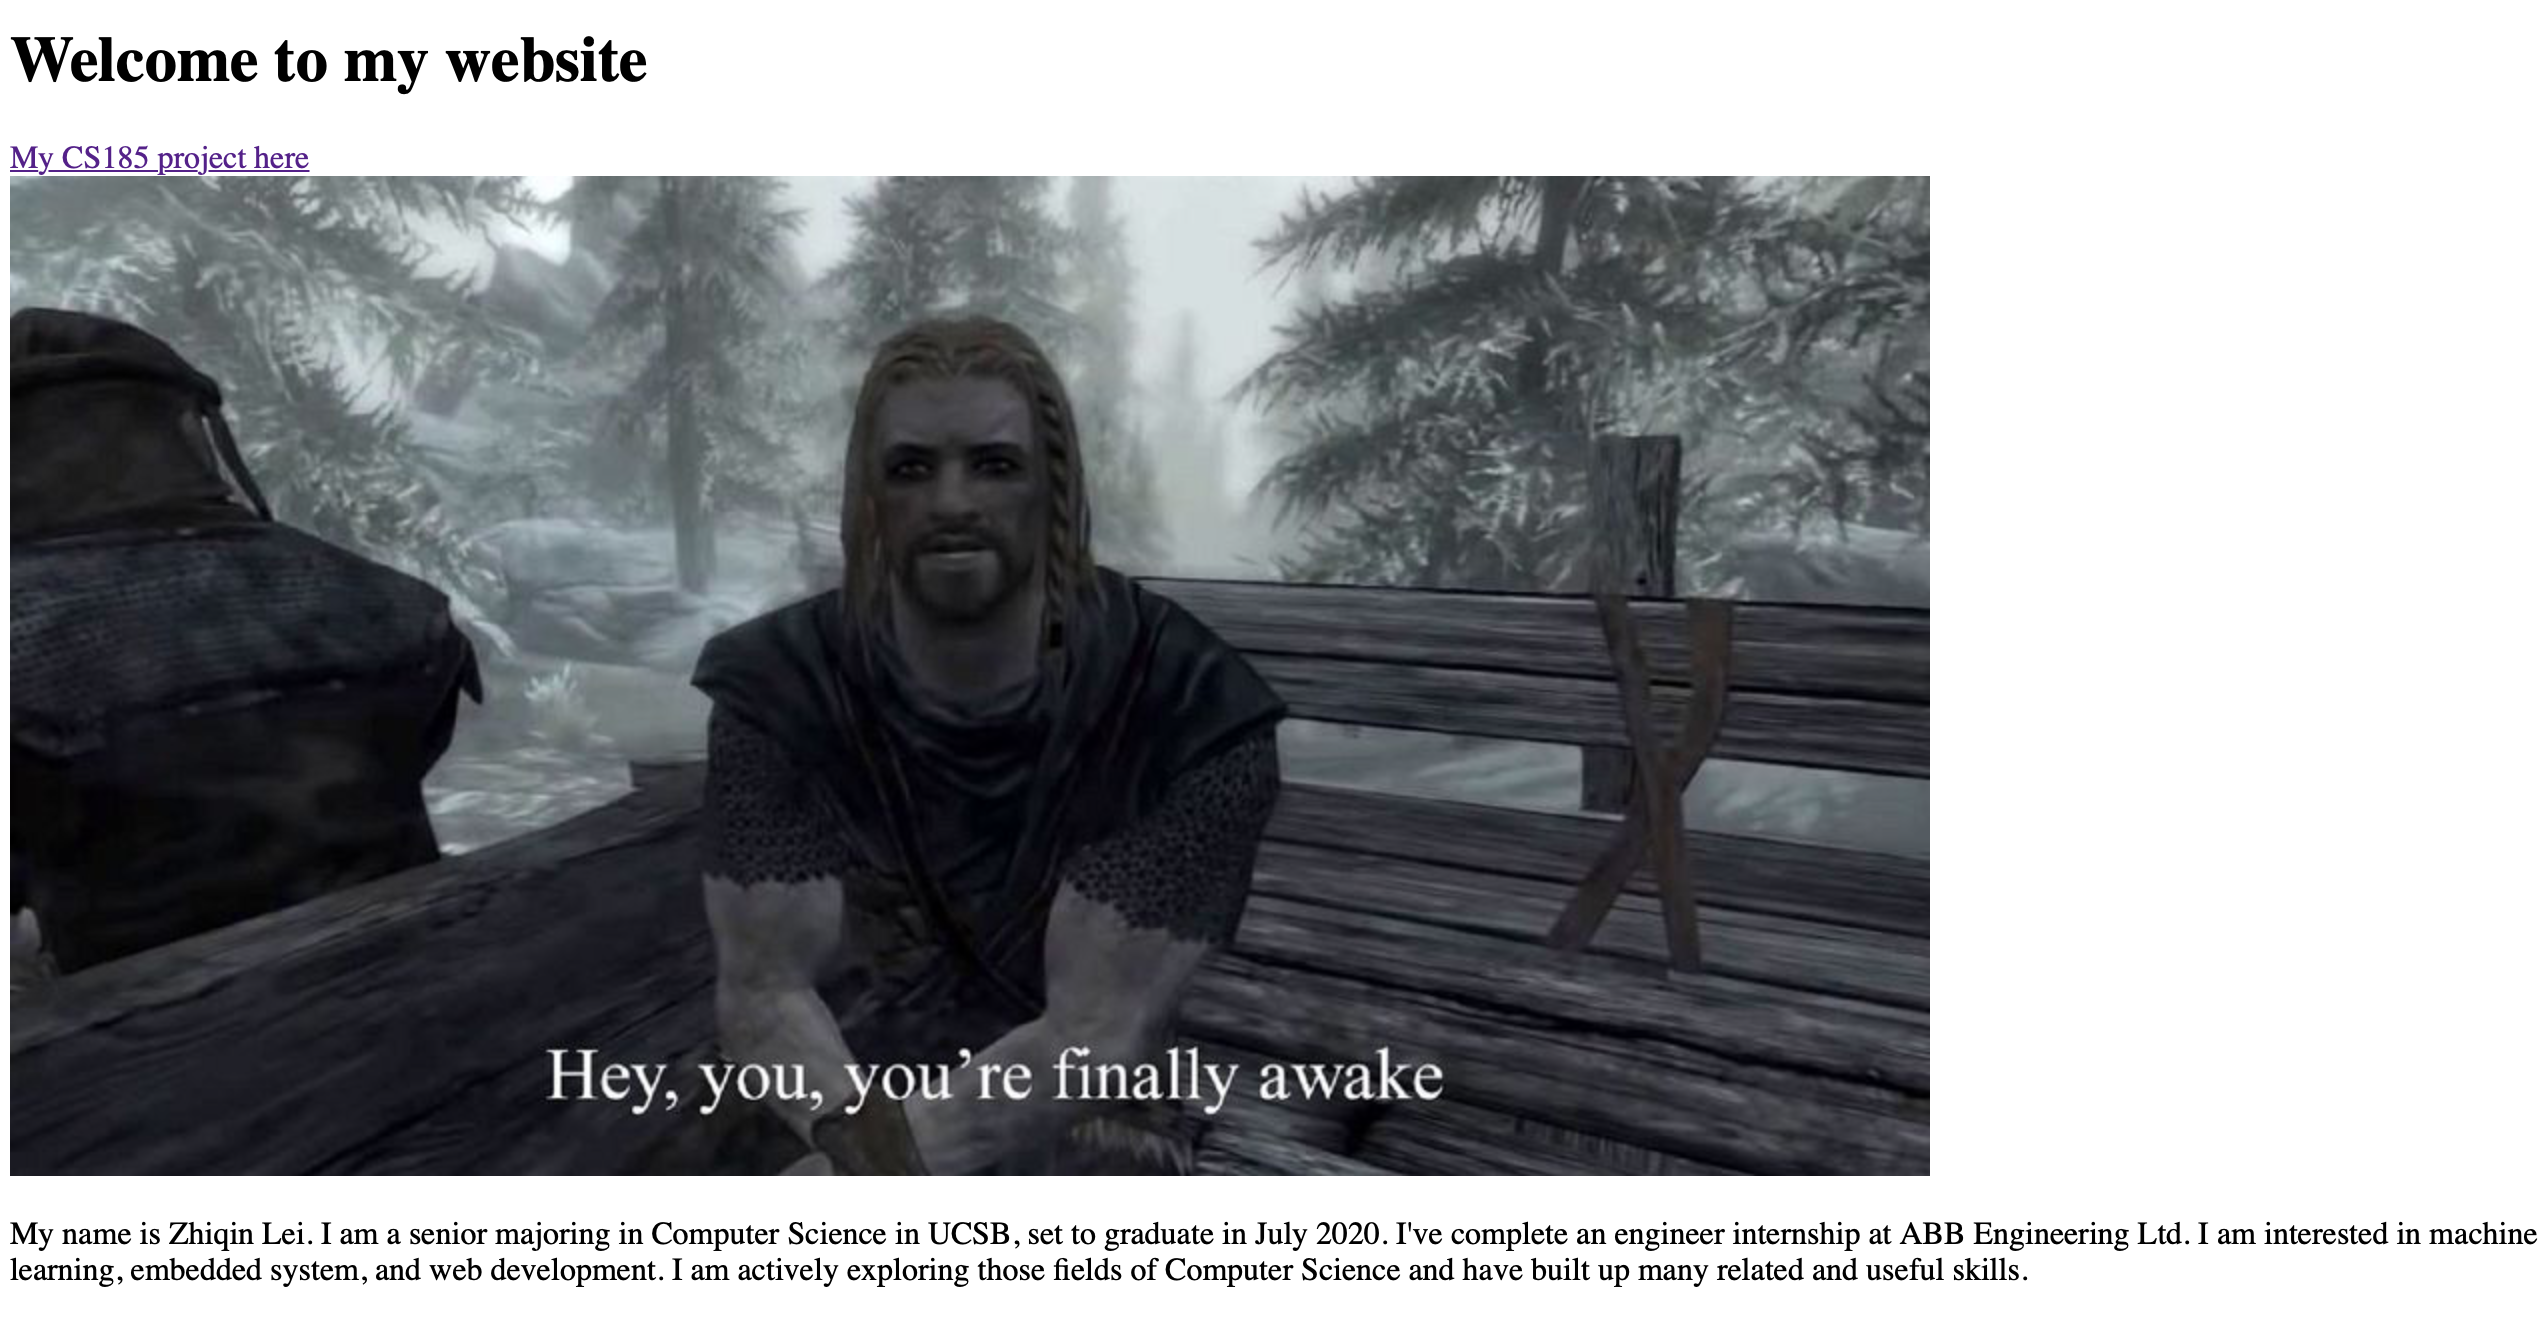 Welcome to my website
My CS185 project here
Hey, you, you’re finally awake
My name is Zhiqin Lei. I am a senior majoring in Computer Science in UCSB, set to graduate in July 2020. I've complete an engineer internship at ABB Engineering Ltd. I am interested in machine
learning, embedded system, and web development. I am actively exploring those fields of Computer Science and have built up many related and useful skills.